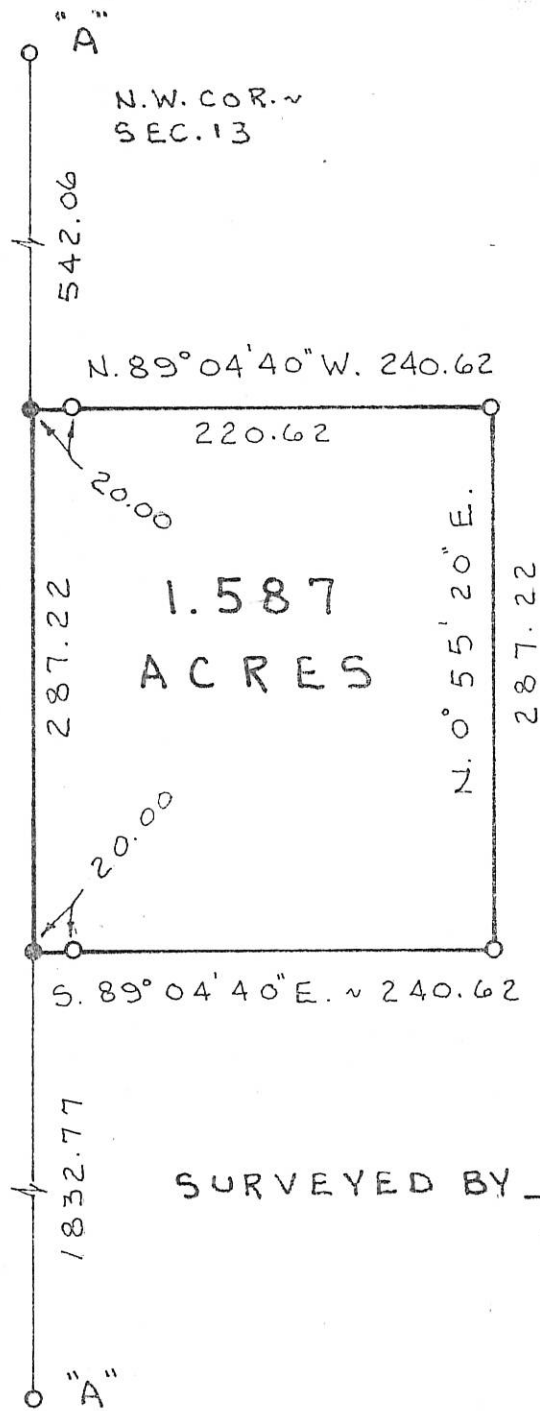 "A"
N.W. COR.~
SEC. 13
542.06
N. 89° 04' 40" W. 240.62
220.62
20.00
287.22
1.587
ACRES
N. 0° 55' 20" E.
287.22
20.00
S. 89° 04' 40" E. ~ 240.62
1832.77
SURVEYED BY_
"A"